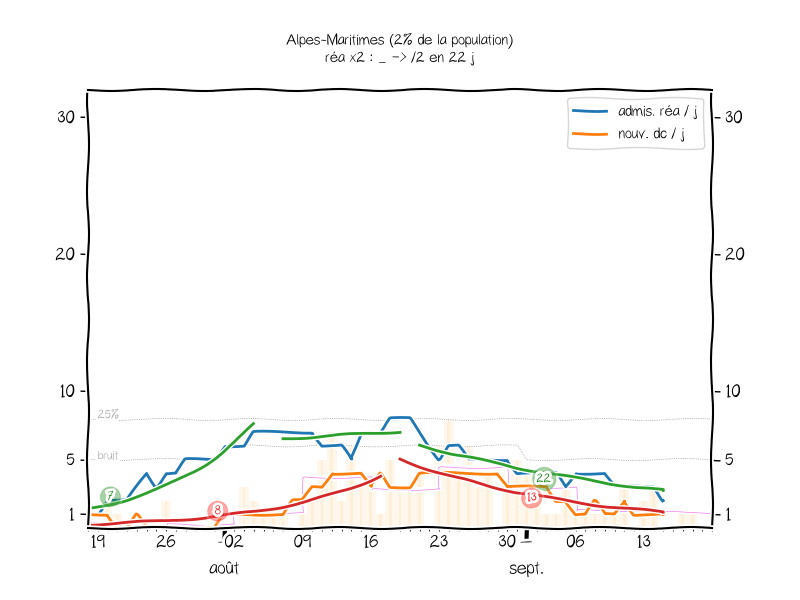 Alpes-Maritimes (2% de la population)
réa x2 : _ -> /2 en 22 j
admis. réa / j
nouv. dc / j
30 30
20 20
10 10
25%
bruit
5 5
22
7
13
8
1 1
19 26 02 09 16 23 30 06 13
août sept.